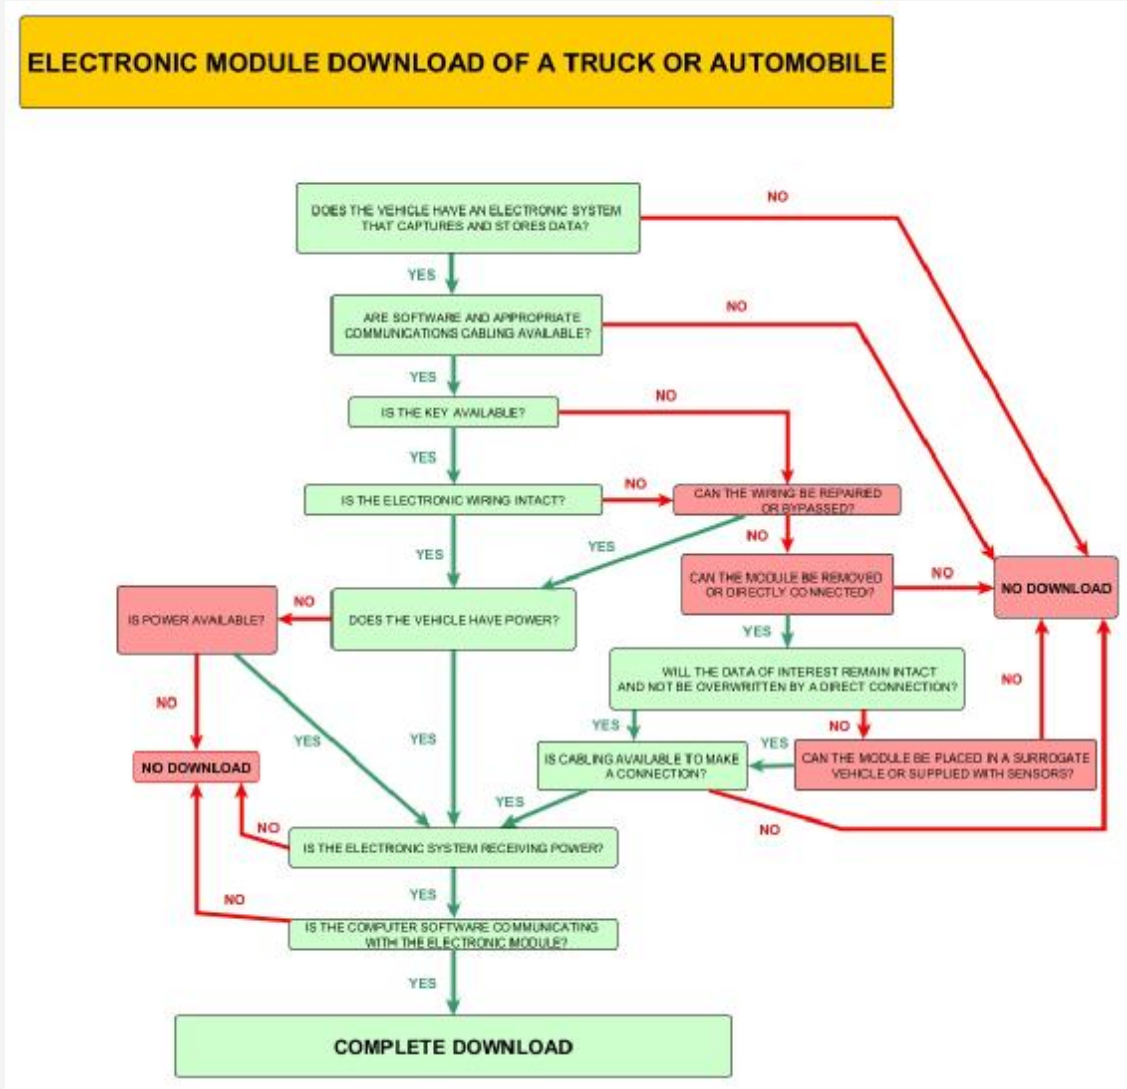 ELECTRONIC MODULE DOWNLOAD OF A TRUCK OR AUTOMOBILE
DOES THE VEHICLE HAVE AN ELECTRONIC SYSTEM
THAT CAPTURES AND STORES DATA?
NO
YES
ARE SOFTWARE AND APPROPRIATE
COMMUNICATIONS CABLING AVAILABLE?
NO
YES
IS THE KEY AVAILABLE?
NO
YES
IS THE ELECTRONIC WIRING INTACT?
NO
CAN THE WIRING BE REPAIRED
OR BYPASSED?
YES
YES
NO
CAN THE MODULE BE REMOVED
OR DIRECTLY CONNECTED?
NO
NO DOWNLOAD
IS POWER AVAILABLE?
NO
DOES THE VEHICLE HAVE POWER?
YES
WILL THE DATA OF INTEREST REMAIN INTACT
AND NOT BE OVERWRITTEN BY A DIRECT CONNECTION?
NO
NO
YES
YES
YES
NO
YES
NO DOWNLOAD
IS CABLING AVAILABLE TO MAKE
A CONNECTION?
CAN THE MODULE BE PLACED IN A SURROGATE
VEHICLE OR SUPPLIED WITH SENSORS?
YES
NO
NO
IS THE ELECTRONIC SYSTEM RECEIVING POWER?
YES
NO
IS THE COMPUTER SOFTWARE COMMUNICATING
WITH THE ELECTRONIC MODULE?
YES
COMPLETE DOWNLOAD